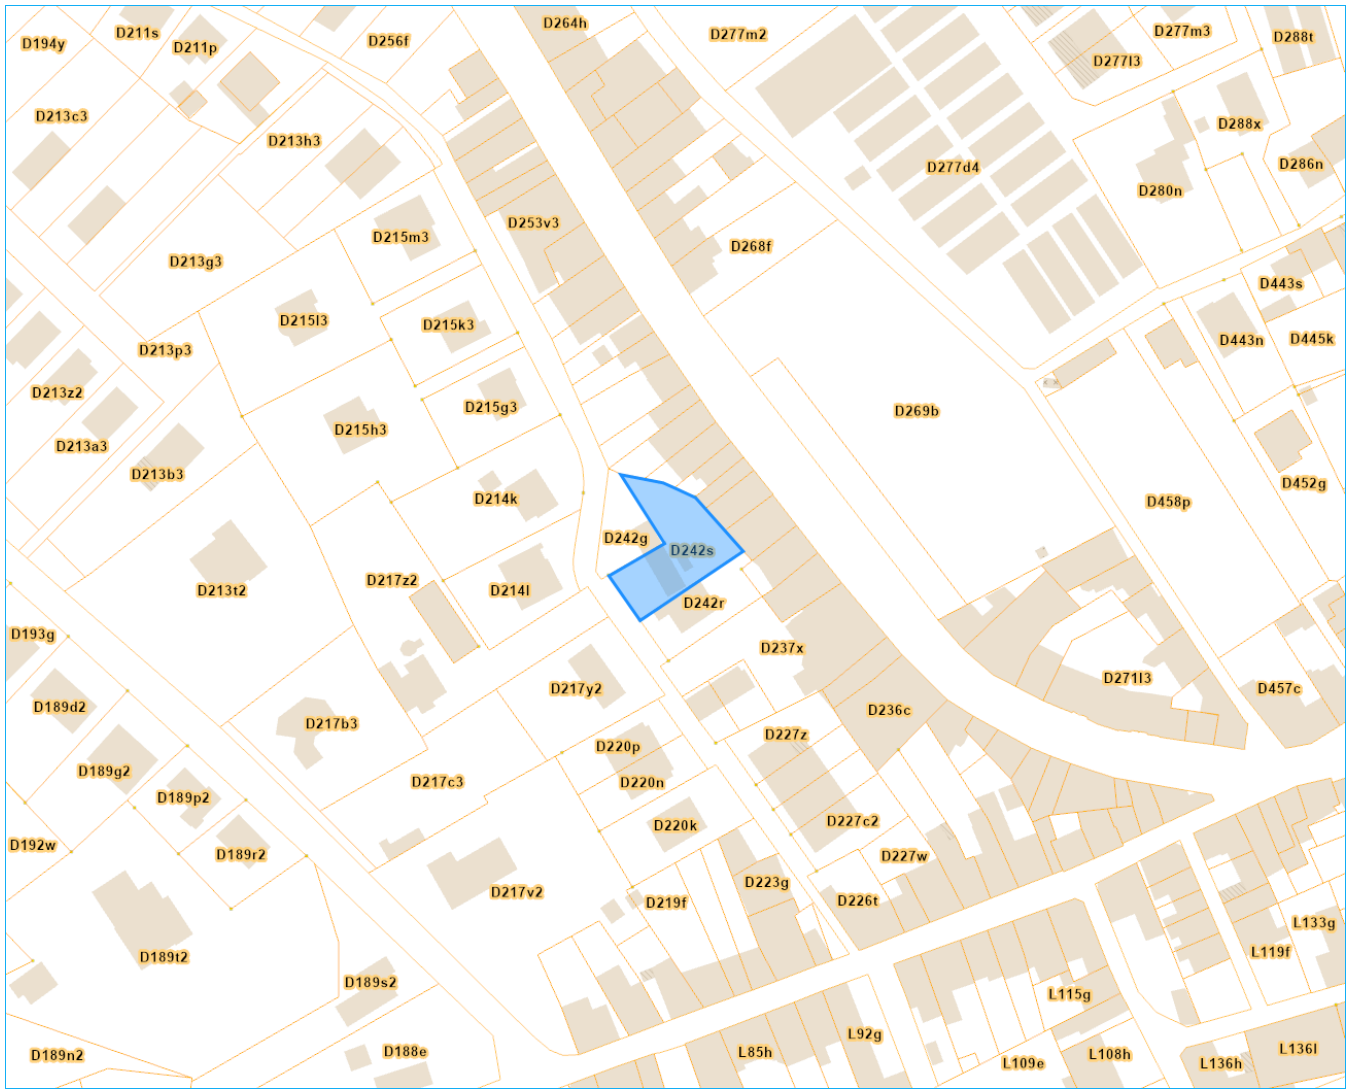 D264h
D211s
D277m3
D277m2
D288t
D256f
D194y
D211p
D277l3
D213c3
D288x
D213h3
D286n
D277d4
D280n
D253v3
D215m3
D268f
D213g3
D443s
D215l3
D215k3
D443n
D445k
D213p3
D213z2
D215g3
D269b
D215h3
D213a3
D213b3
D452g
D214k
D458p
D242g
D242s
D217z2
D213t2
D214l
D242r
D193g
D237x
D271l3
D217y2
D457c
D189d2
D236c
D217b3
D227z
D220p
D189g2
D217c3
D220n
D189p2
D227c2
D220k
D192w
D189r2
D227w
D223g
D217v2
D226t
D219f
L133g
L119f
D189t2
D189s2
L115g
L92g
D188e
L85h
D189n2
L108h
L136l
L109e
L136h